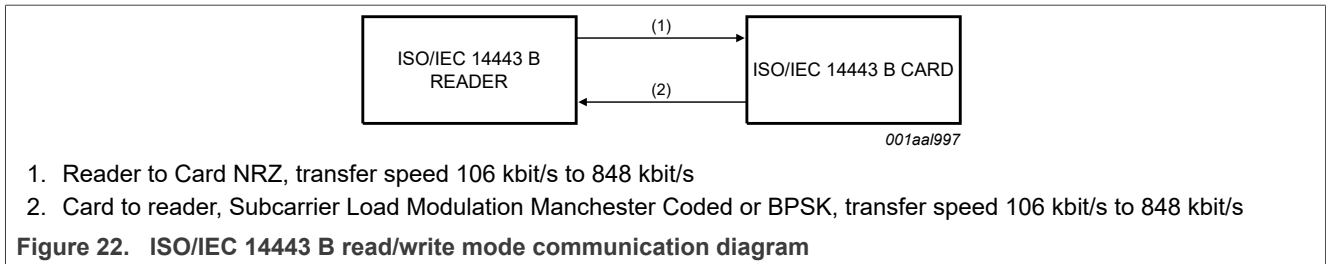 (1)
ISO/IEC 14443 B
READER
ISO/IEC 14443 B CARD
(2)
001aal997
1. Reader to Card NRZ, transfer speed 106 kbit/s to 848 kbit/s
2. Card to reader, Subcarrier Load Modulation Manchester Coded or BPSK, transfer speed 106 kbit/s to 848 kbit/s
Figure 22. ISO/IEC 14443 B read/write mode communication diagram